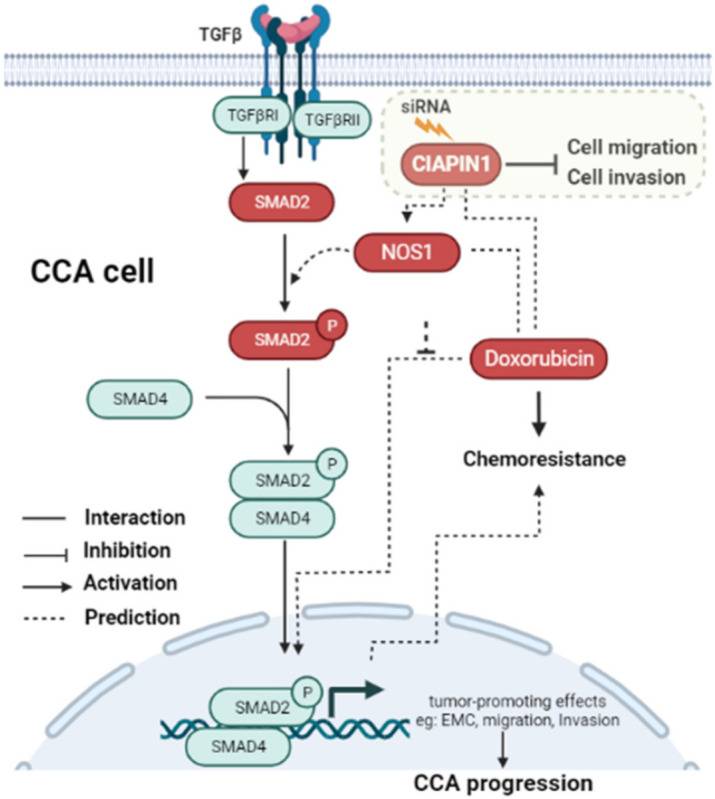 TGFβ
TGFβRI
TGFβRII
siRNA
CIAPIN1
Cell migration
Cell invasion
SMAD2
NOS1
CCA cell
SMAD2
P
Doxorubicin
SMAD4
Chemoresistance
P
SMAD2
SMAD4
Interaction
Inhibition
Activation
Prediction
P
SMAD2
SMAD4
tumor-promoting effects
eg: EMC, migration, Invasion
CCA progression